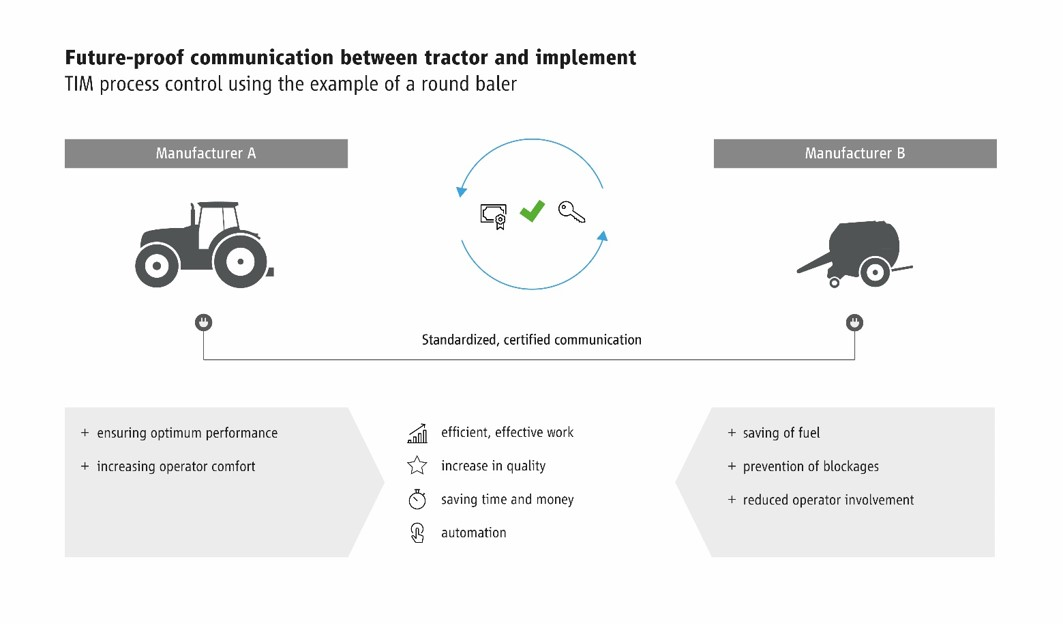 Future-proof communication between tractor and implement
TIM process control using the example of a round baler
Manufacturer A
Manufacturer B
Standardized, certified communication
+ ensuring optimum performance
+ increasing operator comfort
efficient, effective work
increase in quality
saving time and money
automation
+ saving of fuel
+ prevention of blockages
+ reduced operator involvement